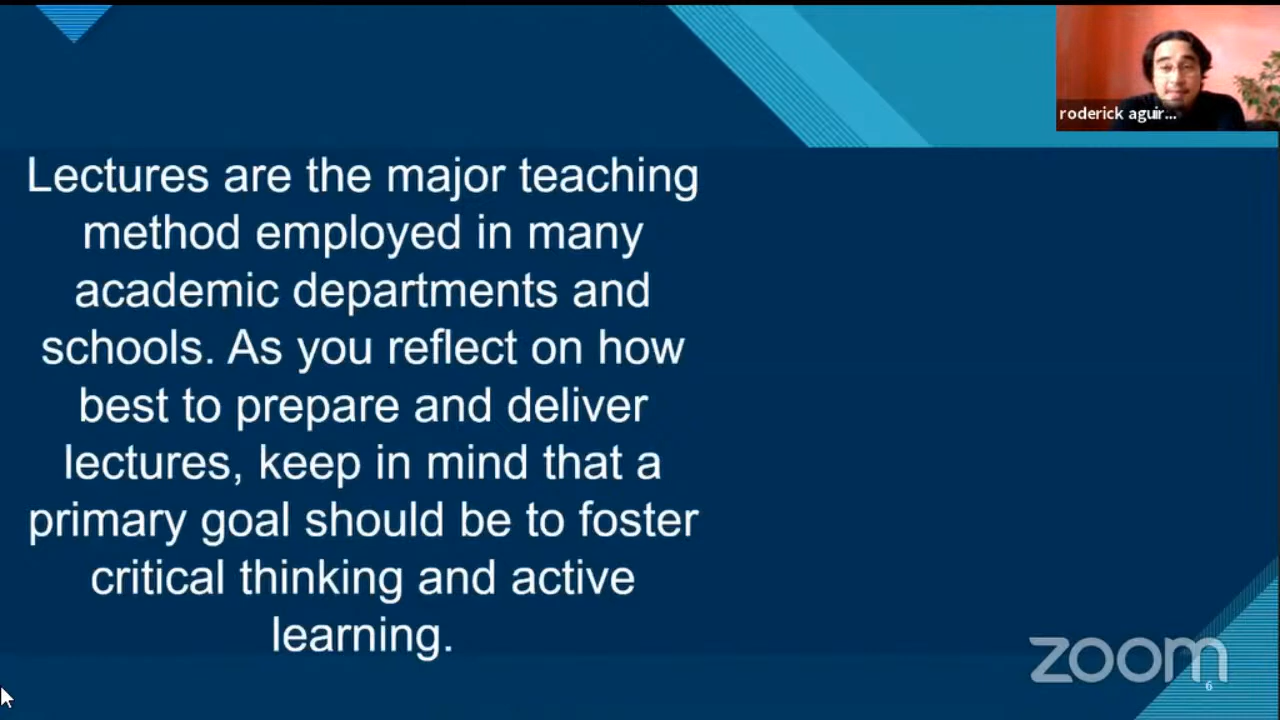 roderick aguir...
Lectures are the major teaching
method employed in many
academic departments and
schools. As you reflect on how
best to prepare and deliver
lectures, keep in mind that a
primary goal should be to foster
critical thinking and active
learning.
zoom
6